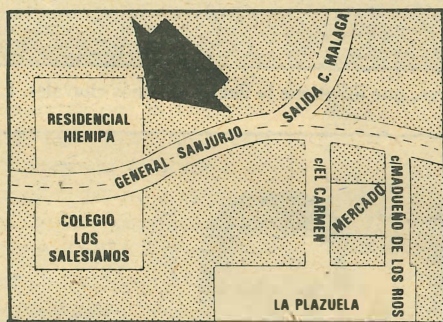 RESIDENCIAL
HIENIPA
GENERAL SANJURJO
SALIDA C. MALAGA
COLEGIO
LOS
SALESIANOS
c/EL CARMEN
MERCADO
c/MADUEÑO DE LOS RIOS
LA PLAZUELA